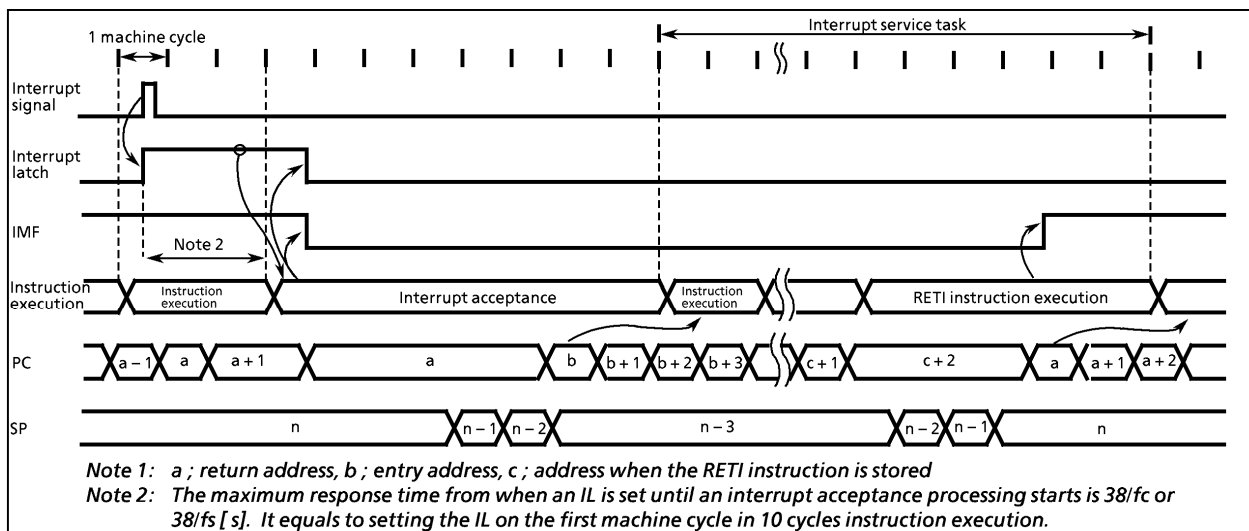 Interrupt service task
1 machine cycle
Interrupt
signal
Interrupt
latch
IMF
Note 2
Instruction
execution
Instruction
execution
Interrupt acceptance
Instruction
execution
RETI instruction execution
PC
a – 1
a
a + 1
a
b
b + 1
b + 2
b + 3
c + 1
c + 2
a
a + 1
a + 2
SP
n
n – 1
n – 2
n – 3
n – 2
n – 1
n
Note 1: a ; return address, b ; entry address, c ; address when the RETI instruction is stored
Note 2: The maximum response time from when an IL is set until an interrupt acceptance processing starts is 38/fc or
38/fs [ s]. It equals to setting the IL on the first machine cycle in 10 cycles instruction execution.